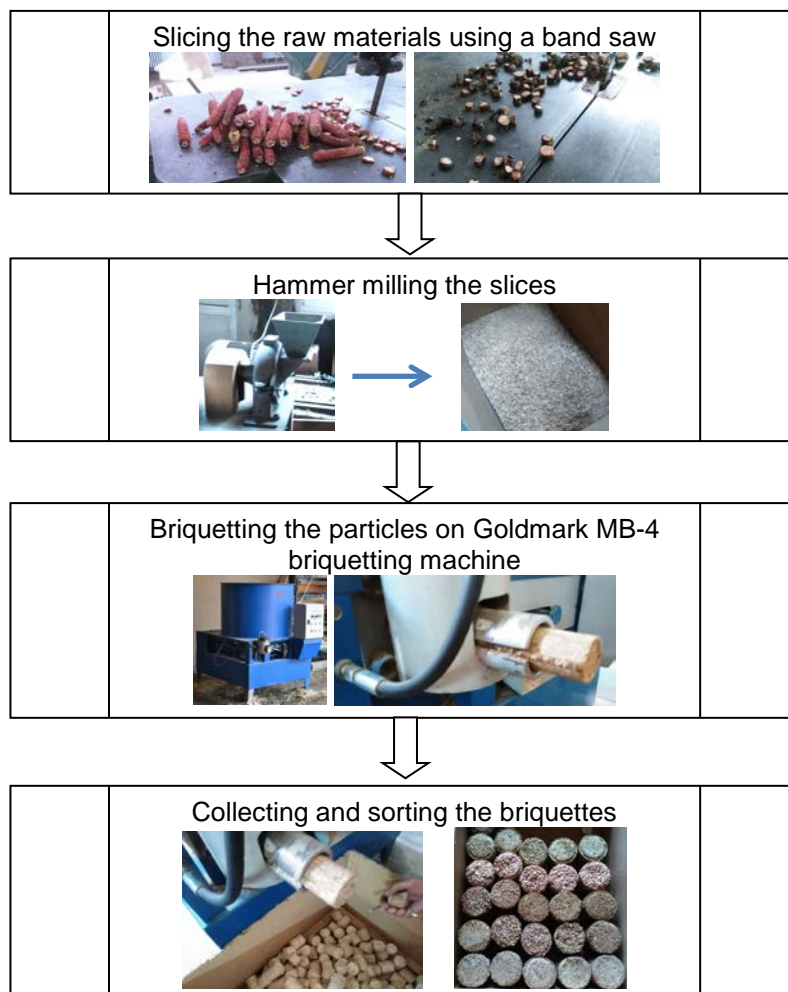 Slicing the raw materials using a band saw
Hammer milling the slices
Briquetting the particles on Goldmark MB-4
briquetting machine
Collecting and sorting the briquettes